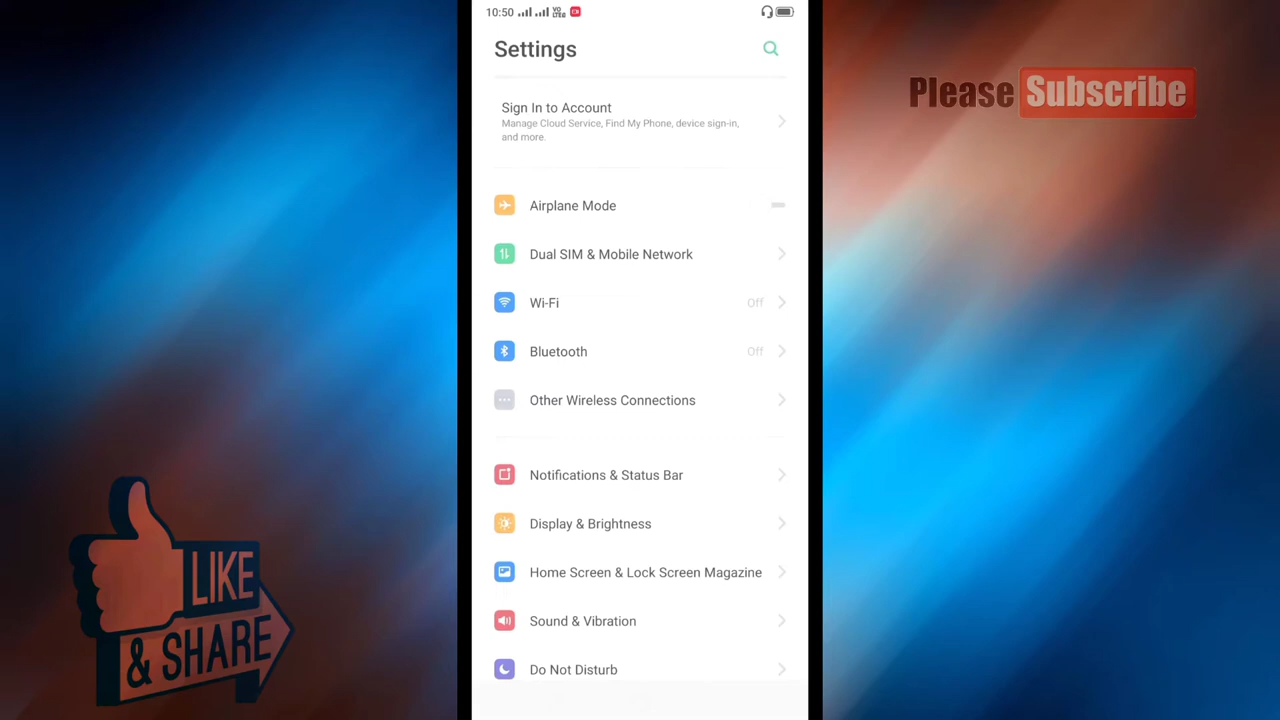 10:50 VO LTE
Settings
Please Subscribe
Sign In to Account
Manage Cloud Service, Find My Phone, device sign-in,
and more.
Airplane Mode
Dual SIM & Mobile Network
Wi-Fi Off
Bluetooth Off
Other Wireless Connections
Notifications & Status Bar
Display & Brightness
Home Screen & Lock Screen Magazine
Sound & Vibration
Do Not Disturb
LIKE
& SHARE